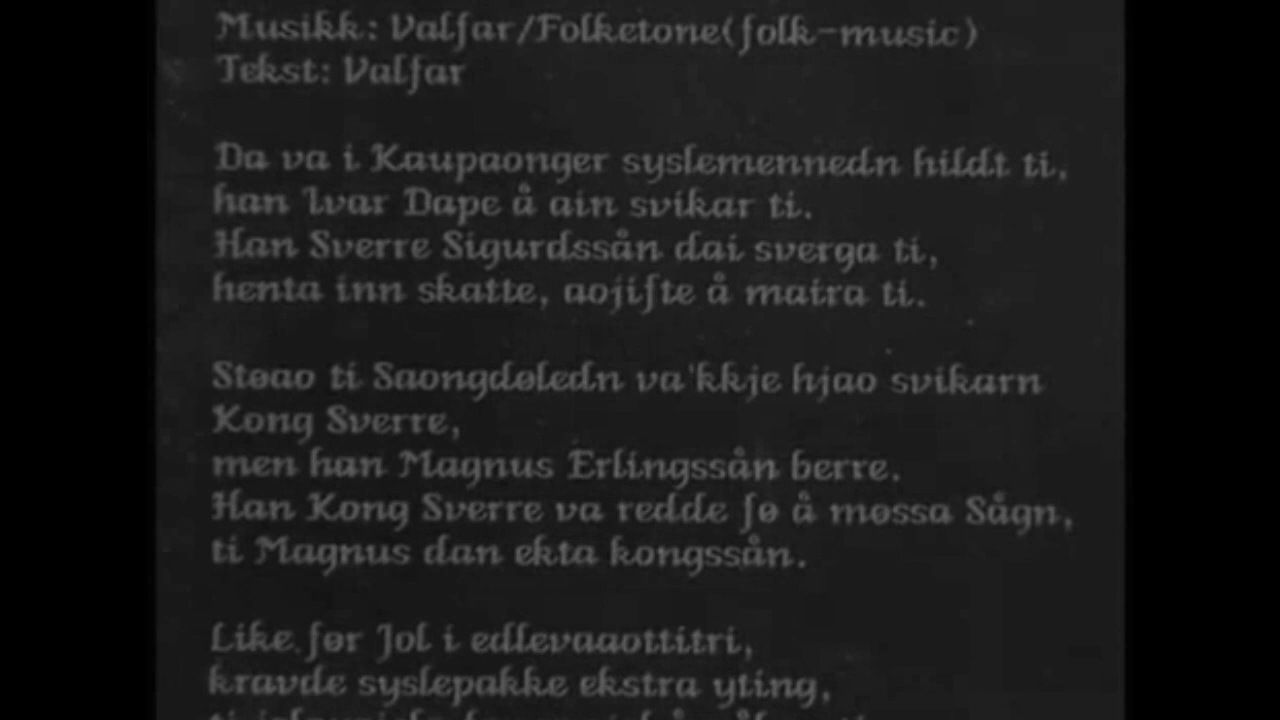 Musikk: Valfar/Folketone(folk-music)
Tekst: Valfar
Da va i Kaupaonger syslemennedn hildt ti,
han Ivar Dape å ain svikar ti.
Han Sverre Sigurdssån dai sverga ti,
henta inn skatte, aojifte å maira ti.
Støao ti Saongdøledn va'kkje hjao svikarn
Kong Sverre,
men han Magnus Erlingssån berre.
Han Kong Sverre va redde fø å møssa Sågn,
ti Magnus dan ekta kongssån.
Like før Jol i edlevaaottitri,
kravde syslepakke ekstra yting,